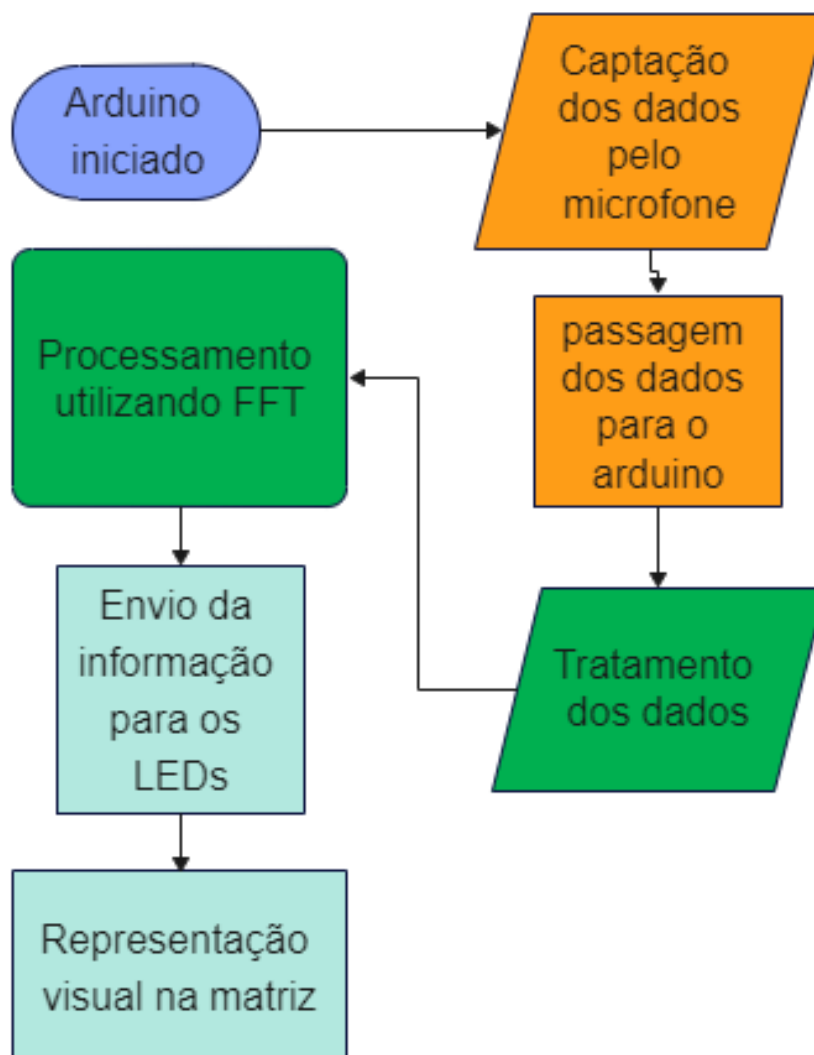 Arduino
iniciado
Captação
dos dados
pelo
microfone
passagem
dos dados
para o
arduino
Tratamento
dos dados
Processamento
utilizando FFT
Envio da
informação
para os
LEDs
Representação
visual na matriz